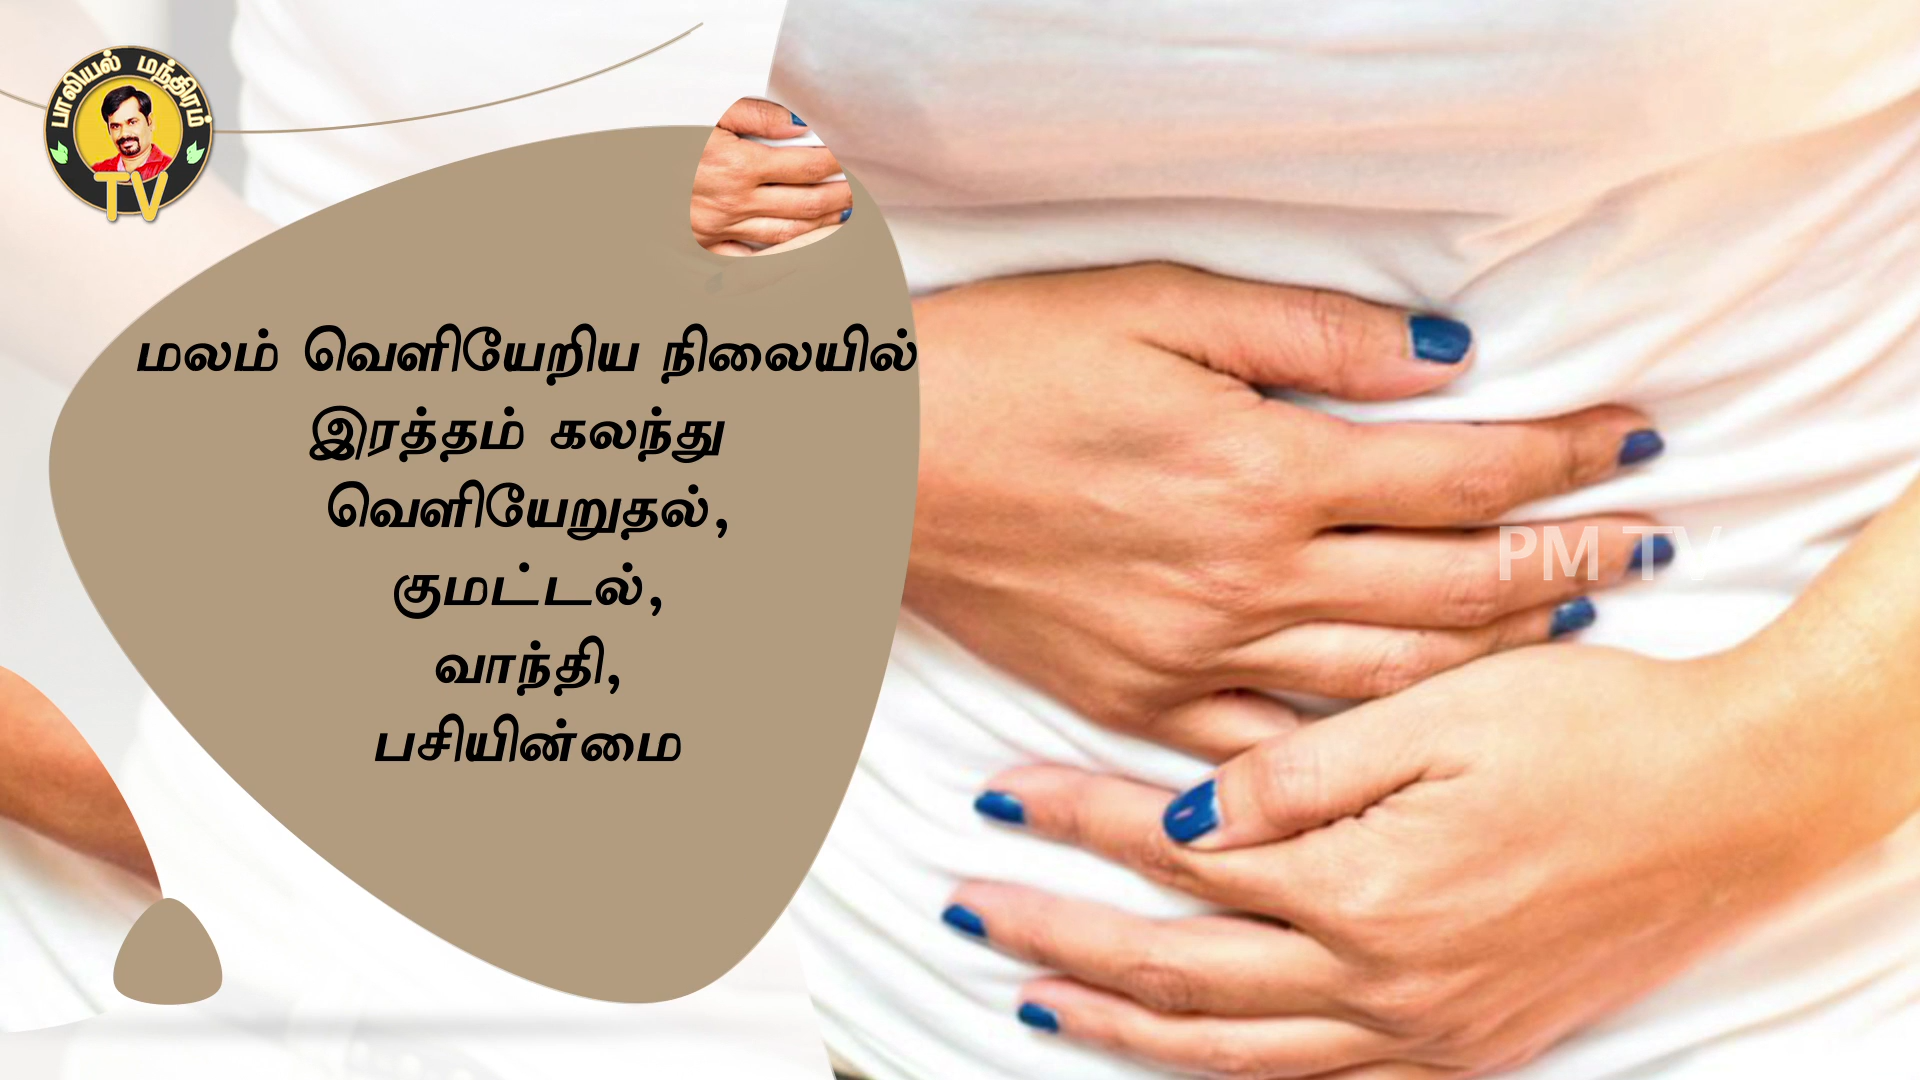 பாலியல் மந்திரம்
TV
மலம் வெளியேறிய நிலையில்
இரத்தம் கலந்து
வெளியேறுதல்,
குமட்டல்,
வாந்தி,
பசியின்மை
PM TV